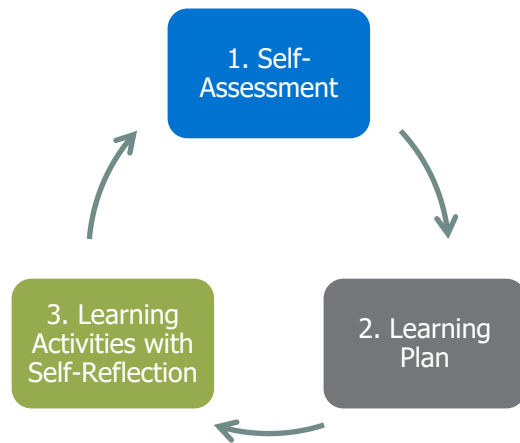 1. Self-
Assessment
2. Learning
Plan
3. Learning
Activities with
Self-Reflection